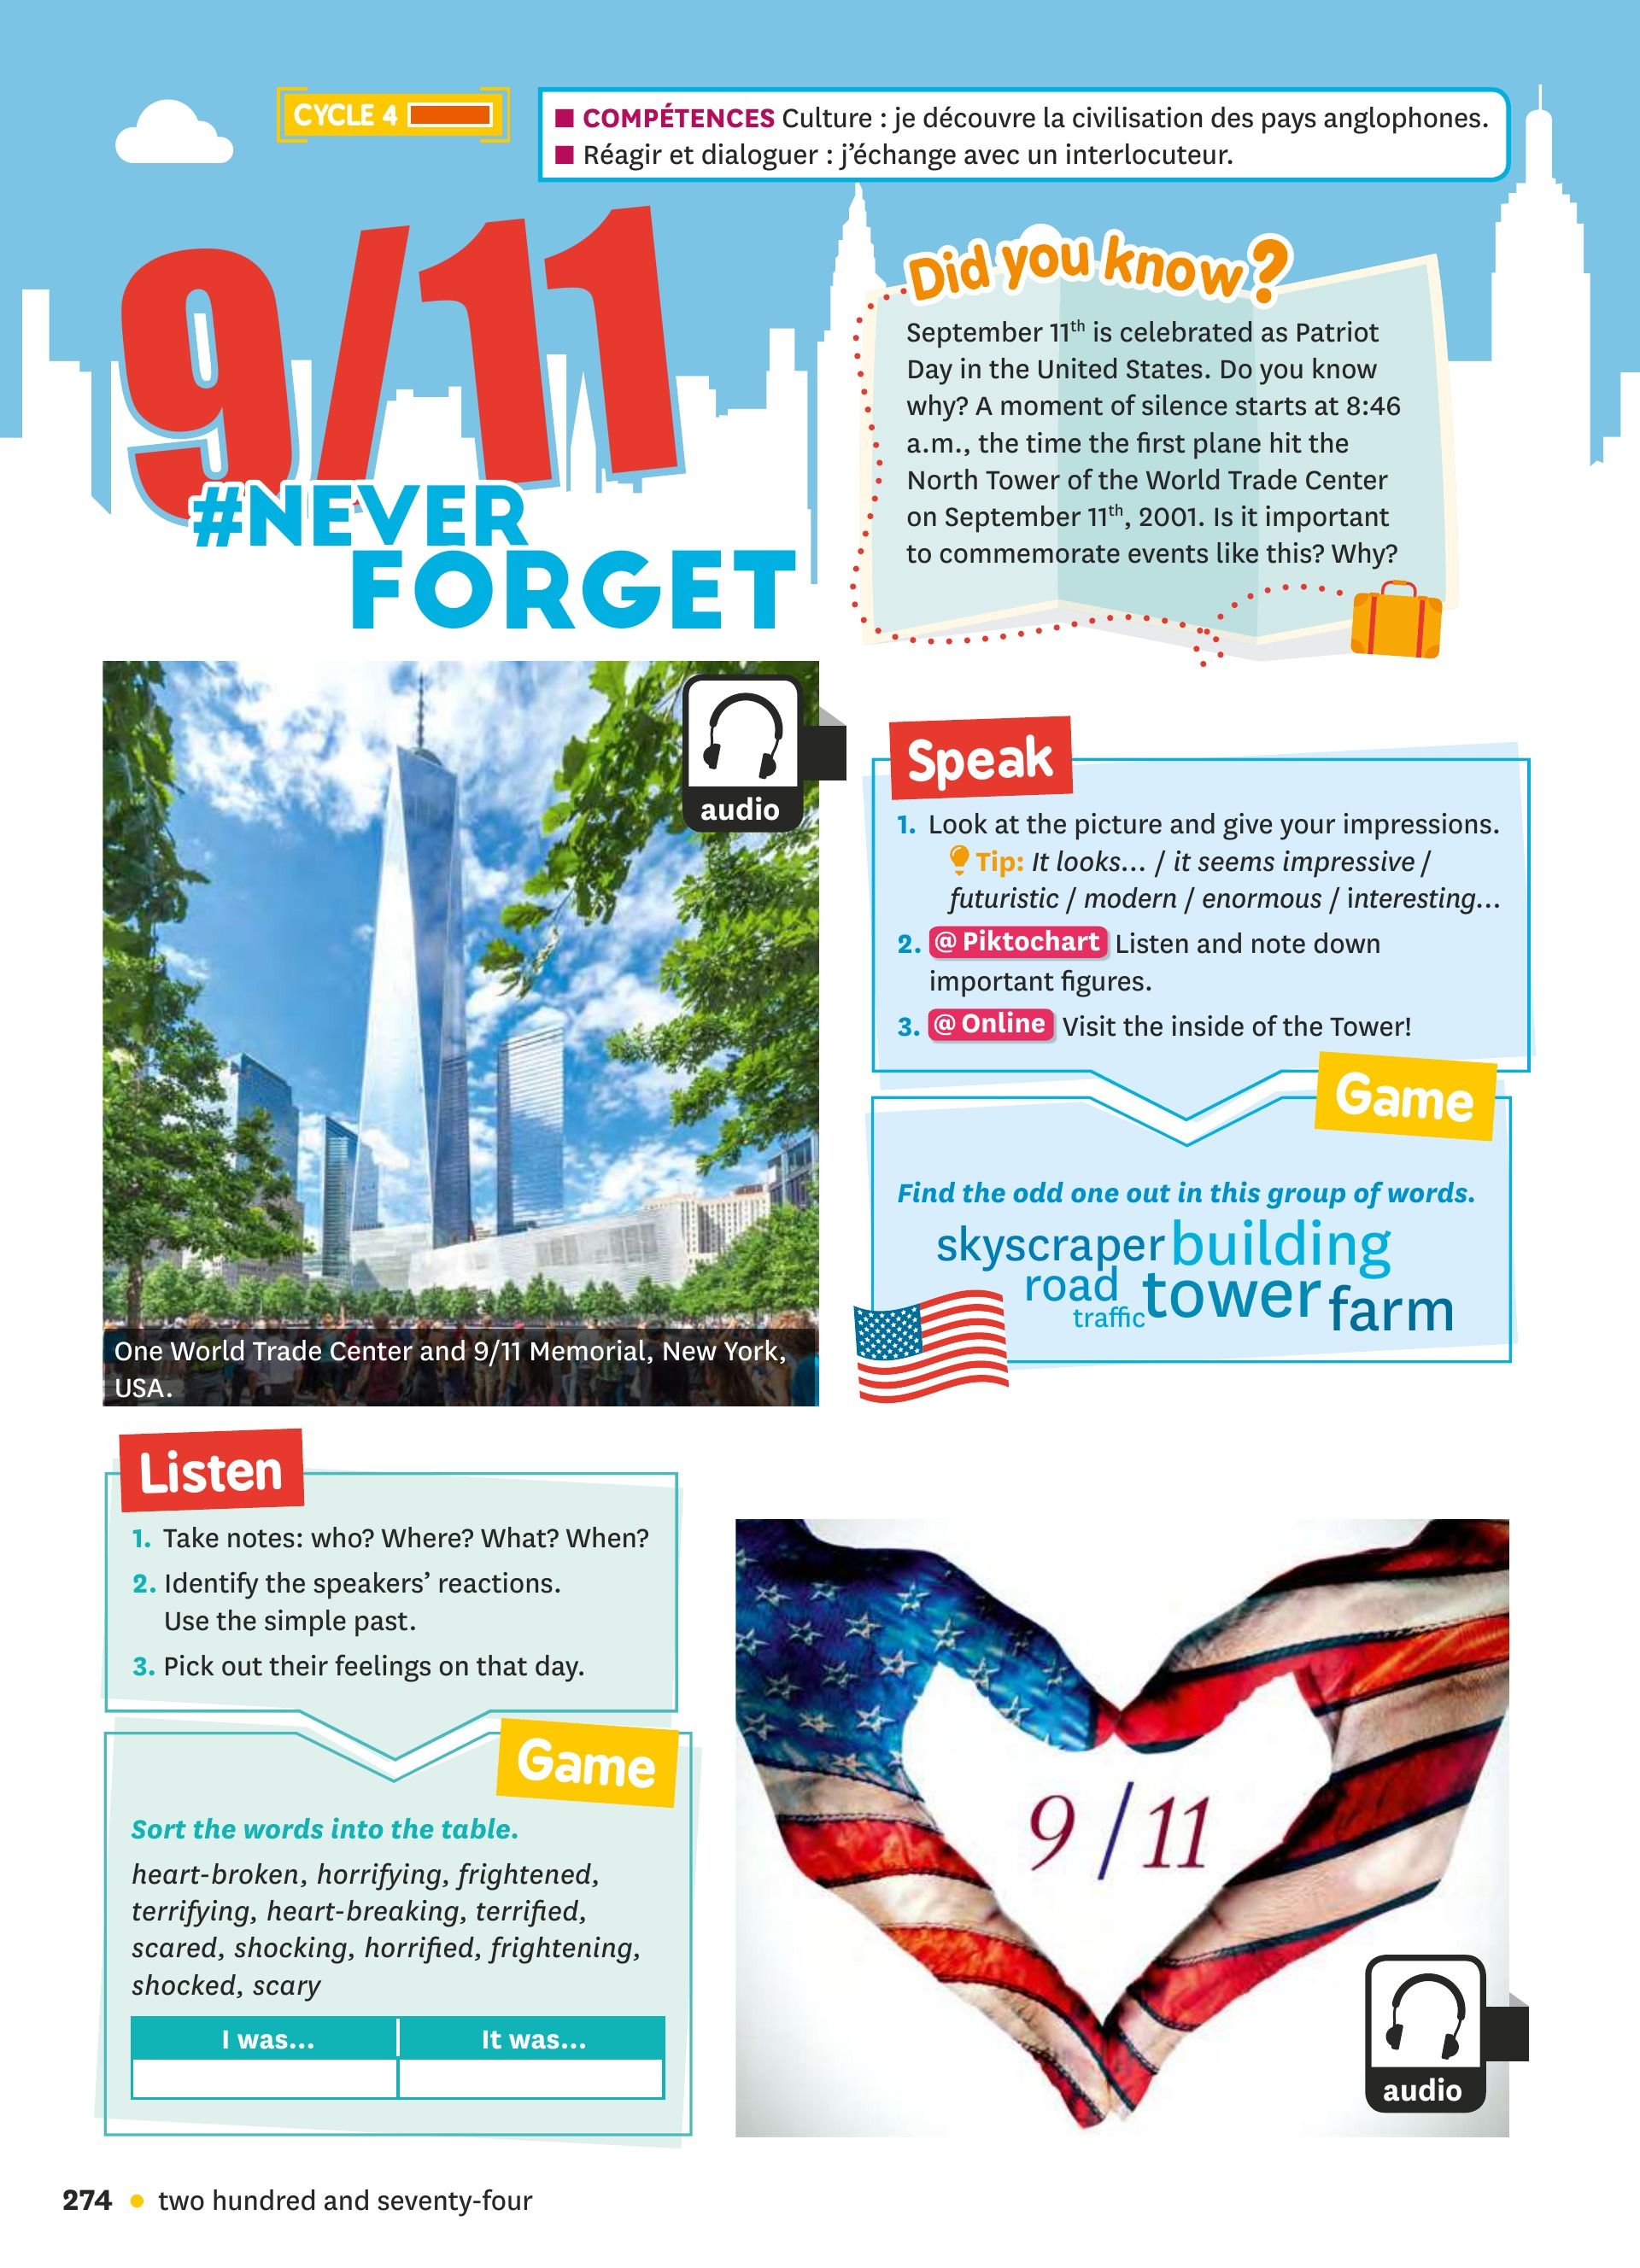 CYCLE 4
■ COMPÉTENCES Culture : je découvre la civilisation des pays anglophones.
■ Réagir et dialoguer : j'échange avec un interlocuteur.
9/11
#NEVER
FORGET
Did you know?
September 11th is celebrated as Patriot
Day in the United States. Do you know
why? A moment of silence starts at 8:46
a.m., the time the first plane hit the
North Tower of the World Trade Center
on September 11th, 2001. Is it important
to commemorate events like this? Why?
audio
One World Trade Center and 9/11 Memorial, New York,
USA.
Speak
1. Look at the picture and give your impressions.
Tip: It looks... / it seems impressive /
futuristic / modern / enormous / interesting...
2. @ Piktochart Listen and note down
important figures.
3. @ Online Visit the inside of the Tower!
Game
Find the odd one out in this group of words.
skyscraper building
road tower farm
traffic
Listen
1. Take notes: who? Where? What? When?
2. Identify the speakers' reactions.
Use the simple past.
3. Pick out their feelings on that day.
Game
Sort the words into the table.
heart-broken, horrifying, frightened,
terrifying, heart-breaking, terrified,
scared, shocking, horrified, frightening,
shocked, scary
I was... It was...
9/11
audio
274 • two hundred and seventy-four